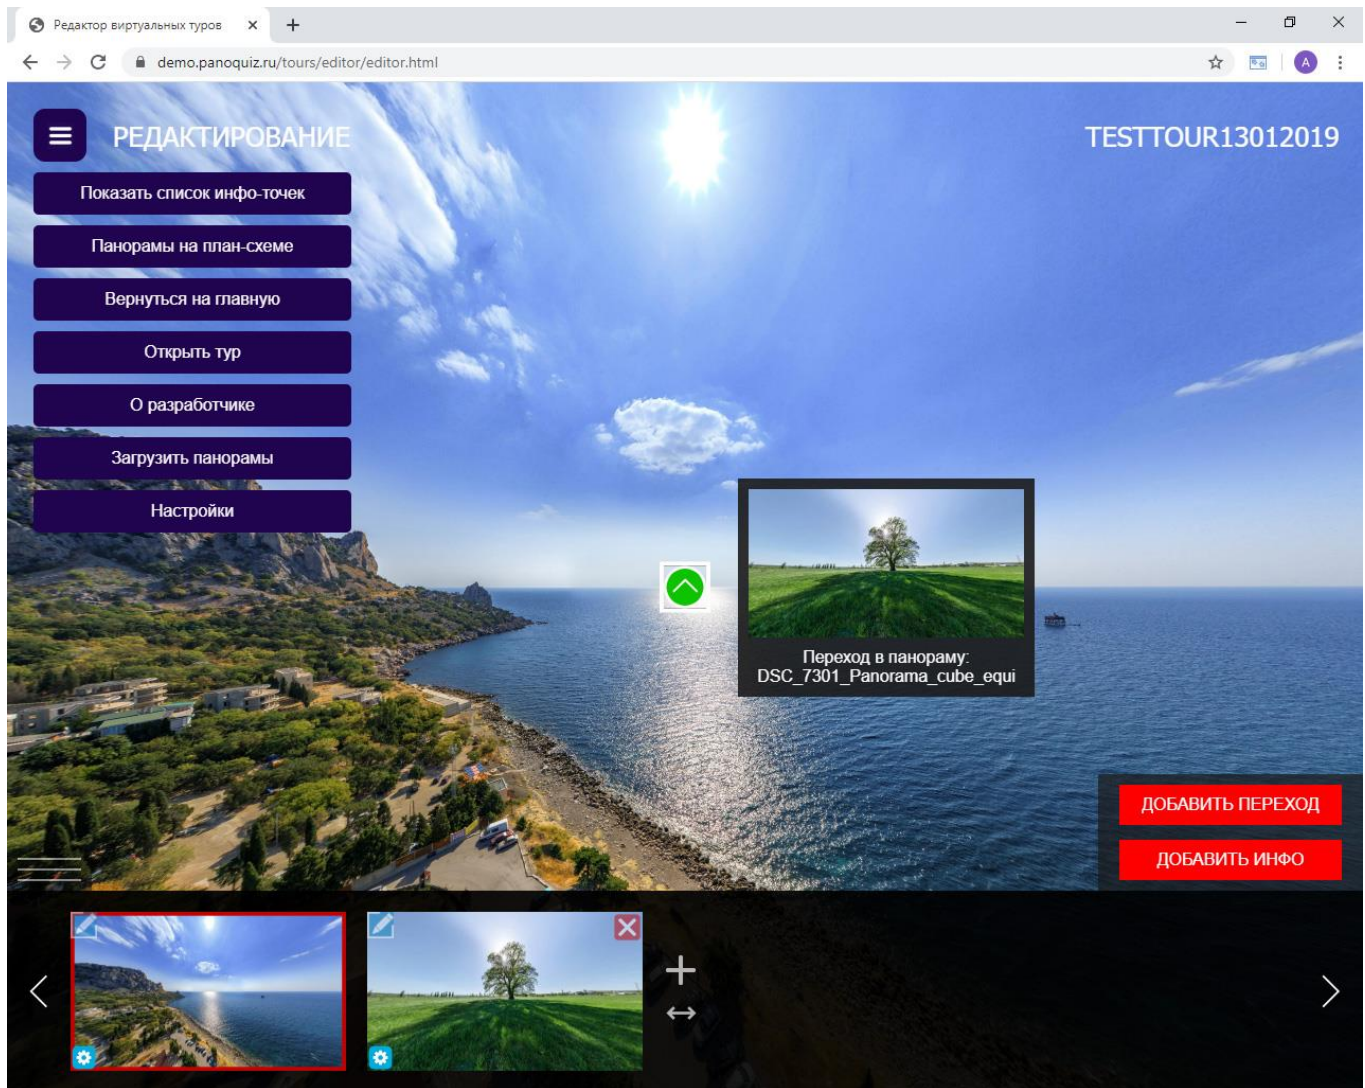 Редактор виртуальных туров
demo.panoquiz.ru/tours/editor/editor.html
A
РЕДАКТИРОВАНИЕ
TESTTOUR13012019
Показать список инфо-точек
Панорамы на план-схеме
Вернуться на главную
Открыть тур
О разработчике
Загрузить панорамы
Настройки
Переход в панораму:
DSC_7301_Panorama_cube_equi
ДОБАВИТЬ ПЕРЕХОД
ДОБАВИТЬ ИНФО